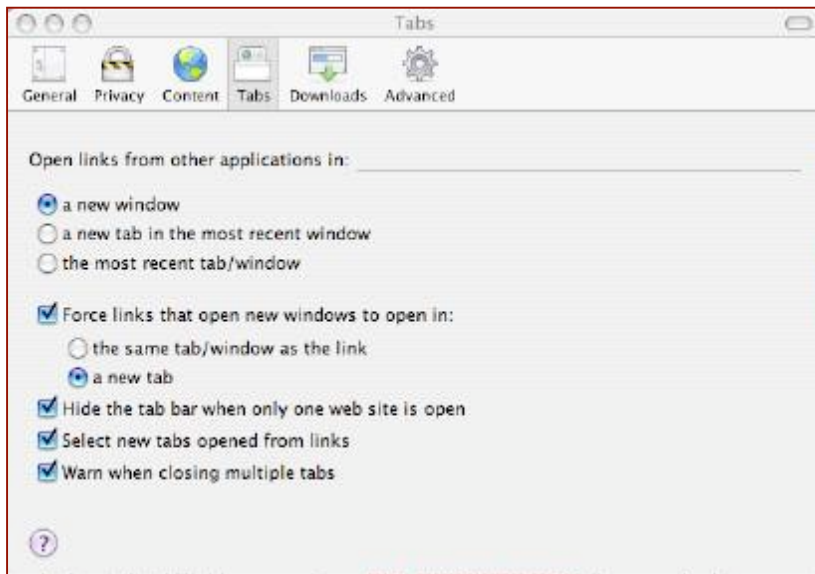 Tabs
General Privacy Content Tabs Downloads Advanced
Open links from other applications in:
a new window
a new tab in the most recent window
the most recent tab/window
Force links that open new windows to open in:
the same tab/window as the link
a new tab
Hide the tab bar when only one web site is open
Select new tabs opened from links
Warn when closing multiple tabs
?